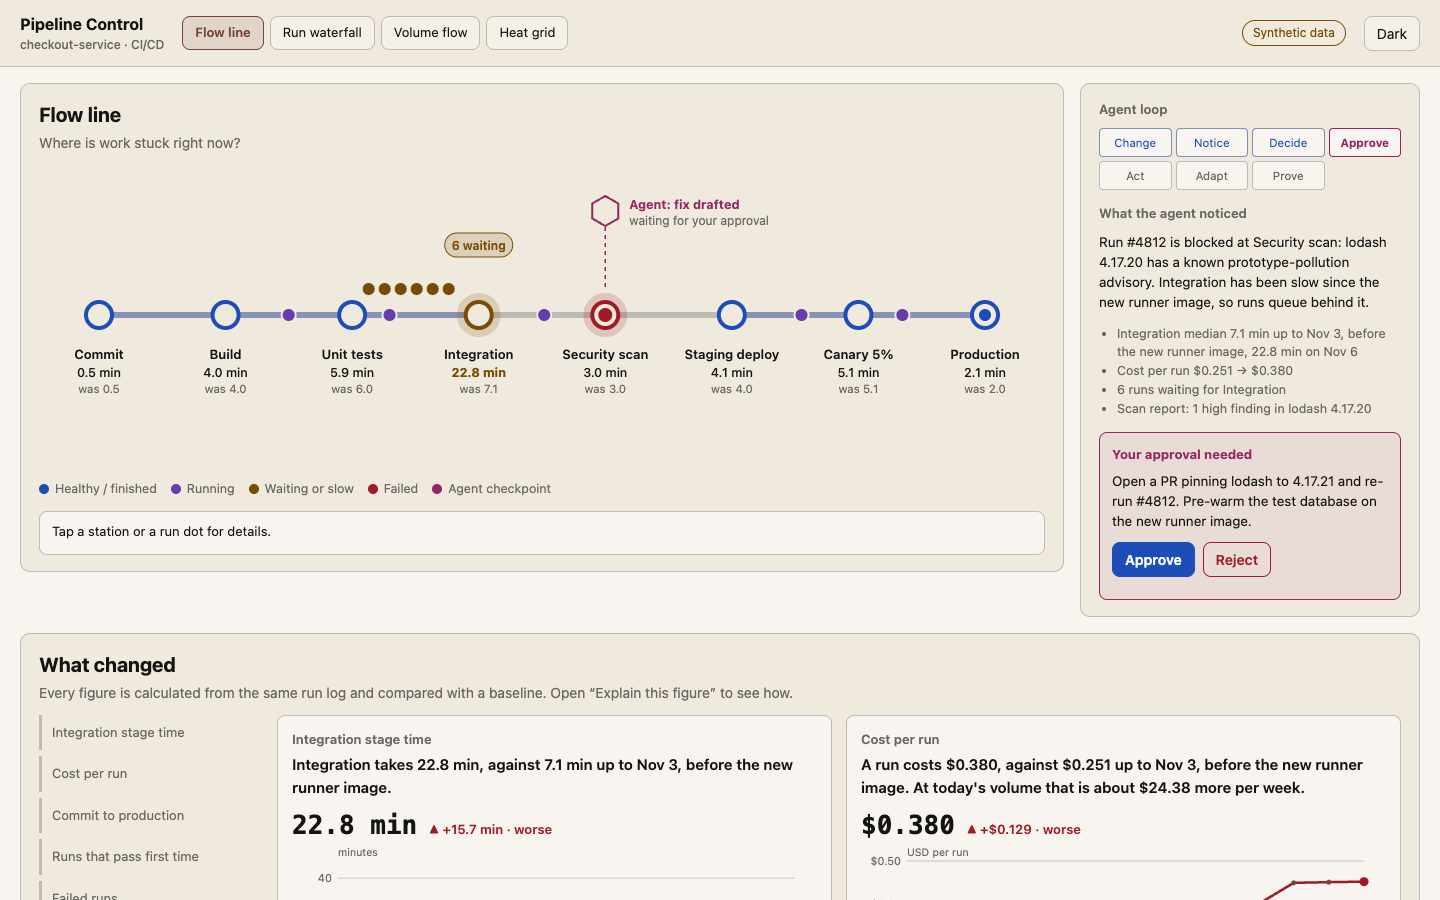 Pipeline Control
checkout-service · CI/CD
Flow line
Run waterfall
Volume flow
Heat grid
Synthetic data
Dark
Flow line
Where is work stuck right now?
Agent: fix drafted
waiting for your approval
6 waiting
Commit
0.5 min
was 0.5
Build
4.0 min
was 4.0
Unit tests
5.9 min
was 6.0
Integration
22.8 min
was 7.1
Security scan
3.0 min
was 3.0
Staging deploy
4.1 min
was 4.0
Canary 5%
5.1 min
was 5.1
Production
2.1 min
was 2.0
Healthy / finished
Running
Waiting or slow
Failed
Agent checkpoint
Tap a station or a run dot for details.
Agent loop
Change
Notice
Decide
Approve
Act
Adapt
Prove
What the agent noticed
Run #4812 is blocked at Security scan: lodash
4.17.20 has a known prototype-pollution
advisory. Integration has been slow since the
new runner image, so runs queue behind it.
• Integration median 7.1 min up to Nov 3, before
the new runner image, 22.8 min on Nov 6
• Cost per run $0.251 → $0.380
• 6 runs waiting for Integration
• Scan report: 1 high finding in lodash 4.17.20
Your approval needed
Open a PR pinning lodash to 4.17.21 and re-
run #4812. Pre-warm the test database on
the new runner image.
Approve
Reject
What changed
Every figure is calculated from the same run log and compared with a baseline. Open “Explain this figure” to see how.
Integration stage time
Cost per run
Commit to production
Runs that pass first time
Failed runs
Integration stage time
Integration takes 22.8 min, against 7.1 min up to Nov 3, before the new
runner image.
22.8 min ▲ +15.7 min · worse
minutes
40
Cost per run
A run costs $0.380, against $0.251 up to Nov 3, before the new runner
image. At today's volume that is about $24.38 more per week.
$0.380 ▲ +$0.129 · worse
USD per run
$0.50